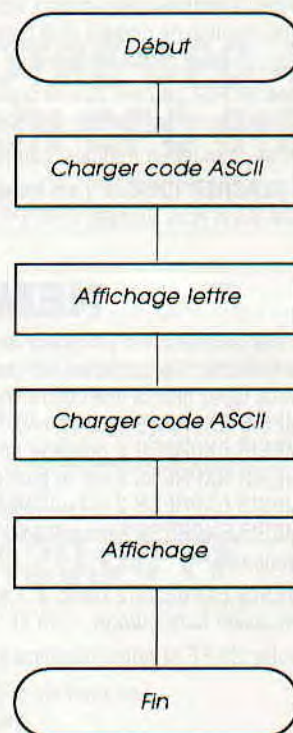 Début
Charger code ASCII
Affichage lettre
Charger code ASCII
Affichage
Fin